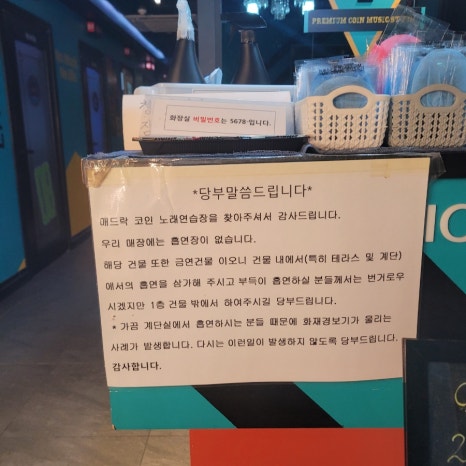 PREMIUM COIN MUSIC
화장실 비밀번호는 5678 입니다.
*당부말씀드립니다*
매드락 코인 노래연습장을 찾아주셔서 감사드립니다.
우리 매장에는 흡연장이 없습니다.
해당 건물 또한 금연건물 이오니 건물 내에서(특히 테라스 및 계단)
에서의 흡연을 삼가해 주시고 부득이 흡연하실 분들께서는 번거로우
시겠지만 1층 건물 밖에서 하여주시길 당부드립니다.
* 가끔 계단실에서 흡연하시는 분들 때문에 화재경보기가 울리는
사례가 발생합니다. 다시는 이런일이 발생하지 않도록 당부드립니다.
감사합니다.
IC
2